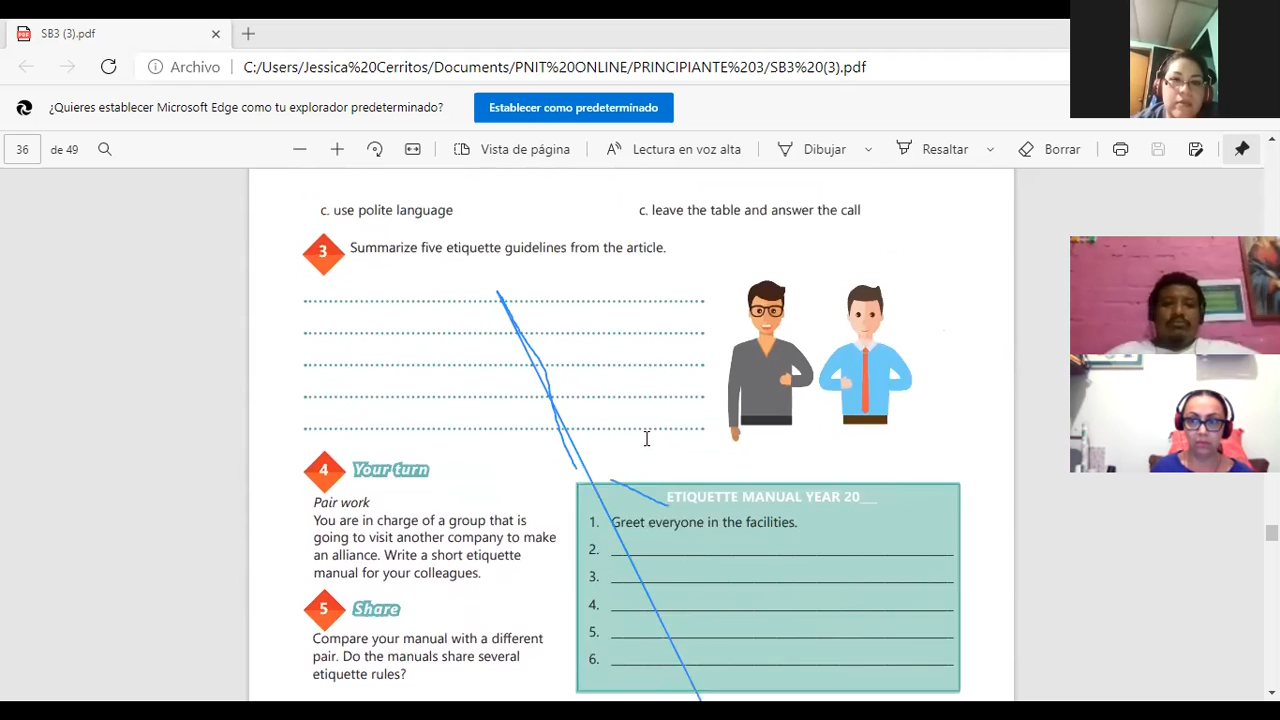 SB3 (3).pdf
Archivo C:/Users/Jessica%20Cerritos/Documents/PNIT%20ONLINE/PRINCIPIANTE%203/SB3%20(3).pdf
¿Quieres establecer Microsoft Edge como tu explorador predeterminado? Establecer como predeterminado
36 de 49 Vista de página Lectura en voz alta Dibujar Resaltar Borrar
c. use polite language
c. leave the table and answer the call
3 Summarize five etiquette guidelines from the article.
4 Your turn
Pair work
You are in charge of a group that is
going to visit another company to make
an alliance. Write a short etiquette
manual for your colleagues.
5 Share
Compare your manual with a different
pair. Do the manuals share several
etiquette rules?
ETIQUETTE MANUAL YEAR 20__
1. Greet everyone in the facilities.
2.
3.
4.
5.
6.